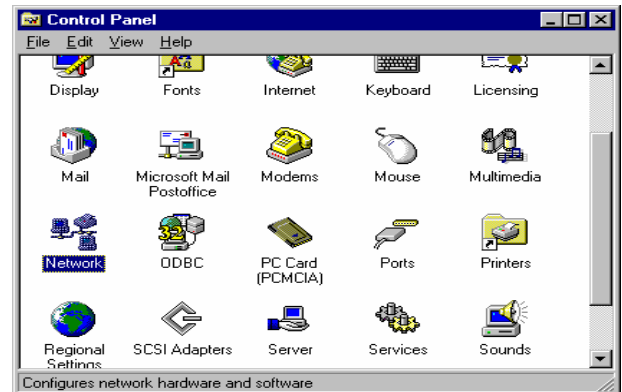 Control Panel
File Edit View Help
Display Fonts Internet Keyboard Licensing
Mail Microsoft Mail Postoffice Modems Mouse Multimedia
Network ODBC PC Card (PCMCIA) Ports Printers
Regional Settings SCSI Adapters Server Services Sounds
Configures network hardware and software